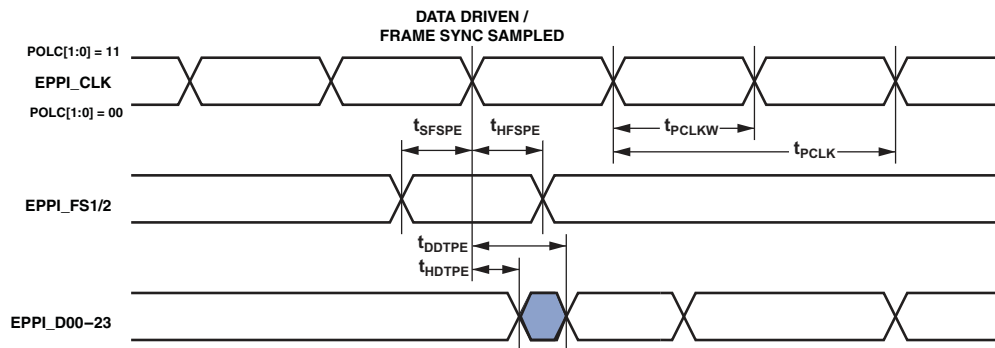 DATA DRIVEN /
FRAME SYNC SAMPLED
POLC[1:0] = 11
EPPI_CLK
POLC[1:0] = 00
tSFSPE
tHFSPE
tPCLKW
tPCLK
EPPI_FS1/2
tDDTPE
tHDTPE
EPPI_D00–23